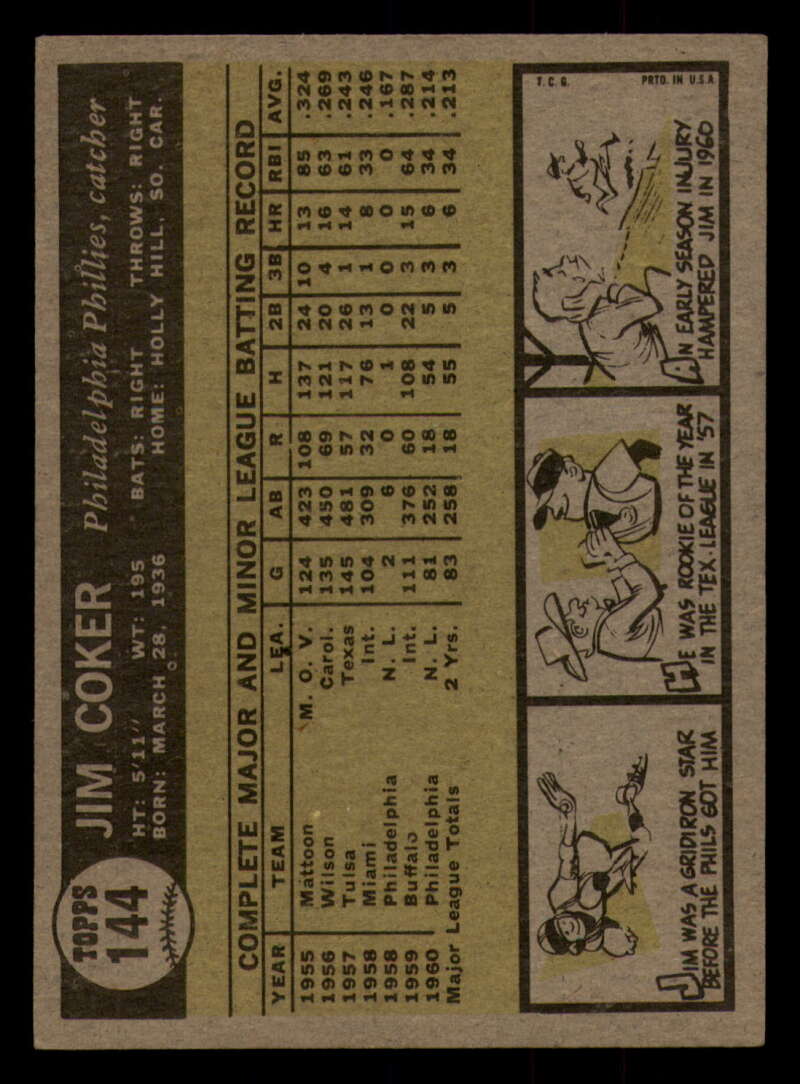 TOPPS
144
JIM COKER Philadelphia Phillies, catcher
HT: 5'11" WT: 195 BATS: RIGHT THROWS: RIGHT
BORN: MARCH 28, 1936 HOME: HOLLY HILL, SO. CAR.
COMPLETE MAJOR AND MINOR LEAGUE BATTING RECORD
YEAR TEAM LEA. G AB R H 2B 3B HR RBI AVG.
1955 Mattoon M. O. V. 124 423 108 137 24 10 13 85 .324
1956 Wilson Carol. 135 450 69 121 20 4 16 63 .269
1957 Tulsa Texas 145 481 57 117 26 1 14 61 .243
1958 Miami Int. 104 309 32 76 13 1 8 33 .246
1958 Philadelphia N. L. 2 6 0 1 0 0 0 0 .167
1959 Buffalo Int. 111 376 60 108 22 3 15 64 .287
1960 Philadelphia N. L. 81 252 18 54 5 3 6 34 .214
Major League Totals 2 Yrs. 83 258 18 55 5 3 6 34 .213
JIM WAS A GRIDIRON STAR
BEFORE THE PHILS GOT HIM
HE WAS ROOKIE OF THE YEAR
IN THE TEX. LEAGUE IN '57
T. C. G. PRTD. IN U.S.A.
AN EARLY SEASON INJURY
HAMPERED JIM IN 1960